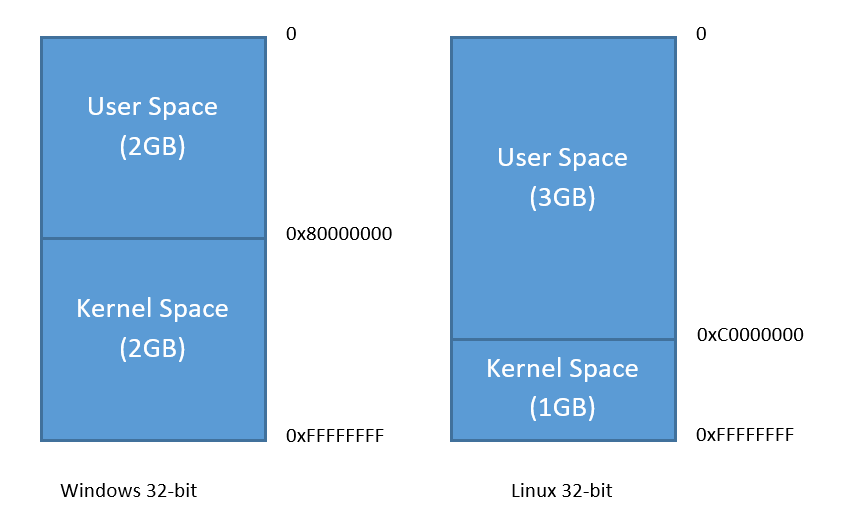 0
User Space
(2GB)
0x80000000
Kernel Space
(2GB)
0xFFFFFFFF
Windows 32-bit
0
User Space
(3GB)
0xC0000000
Kernel Space
(1GB)
0xFFFFFFFF
Linux 32-bit